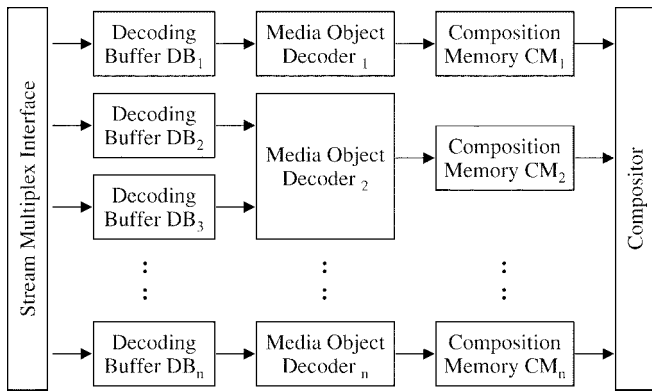 Stream Multiplex Interface
Decoding
Buffer DB₁
Media Object
Decoder ₁
Composition
Memory CM₁
Decoding
Buffer DB₂
Media Object
Decoder ₂
Composition
Memory CM₂
Decoding
Buffer DB₃
Decoding
Buffer DBₙ
Media Object
Decoder ₙ
Composition
Memory CMₙ
Compositor